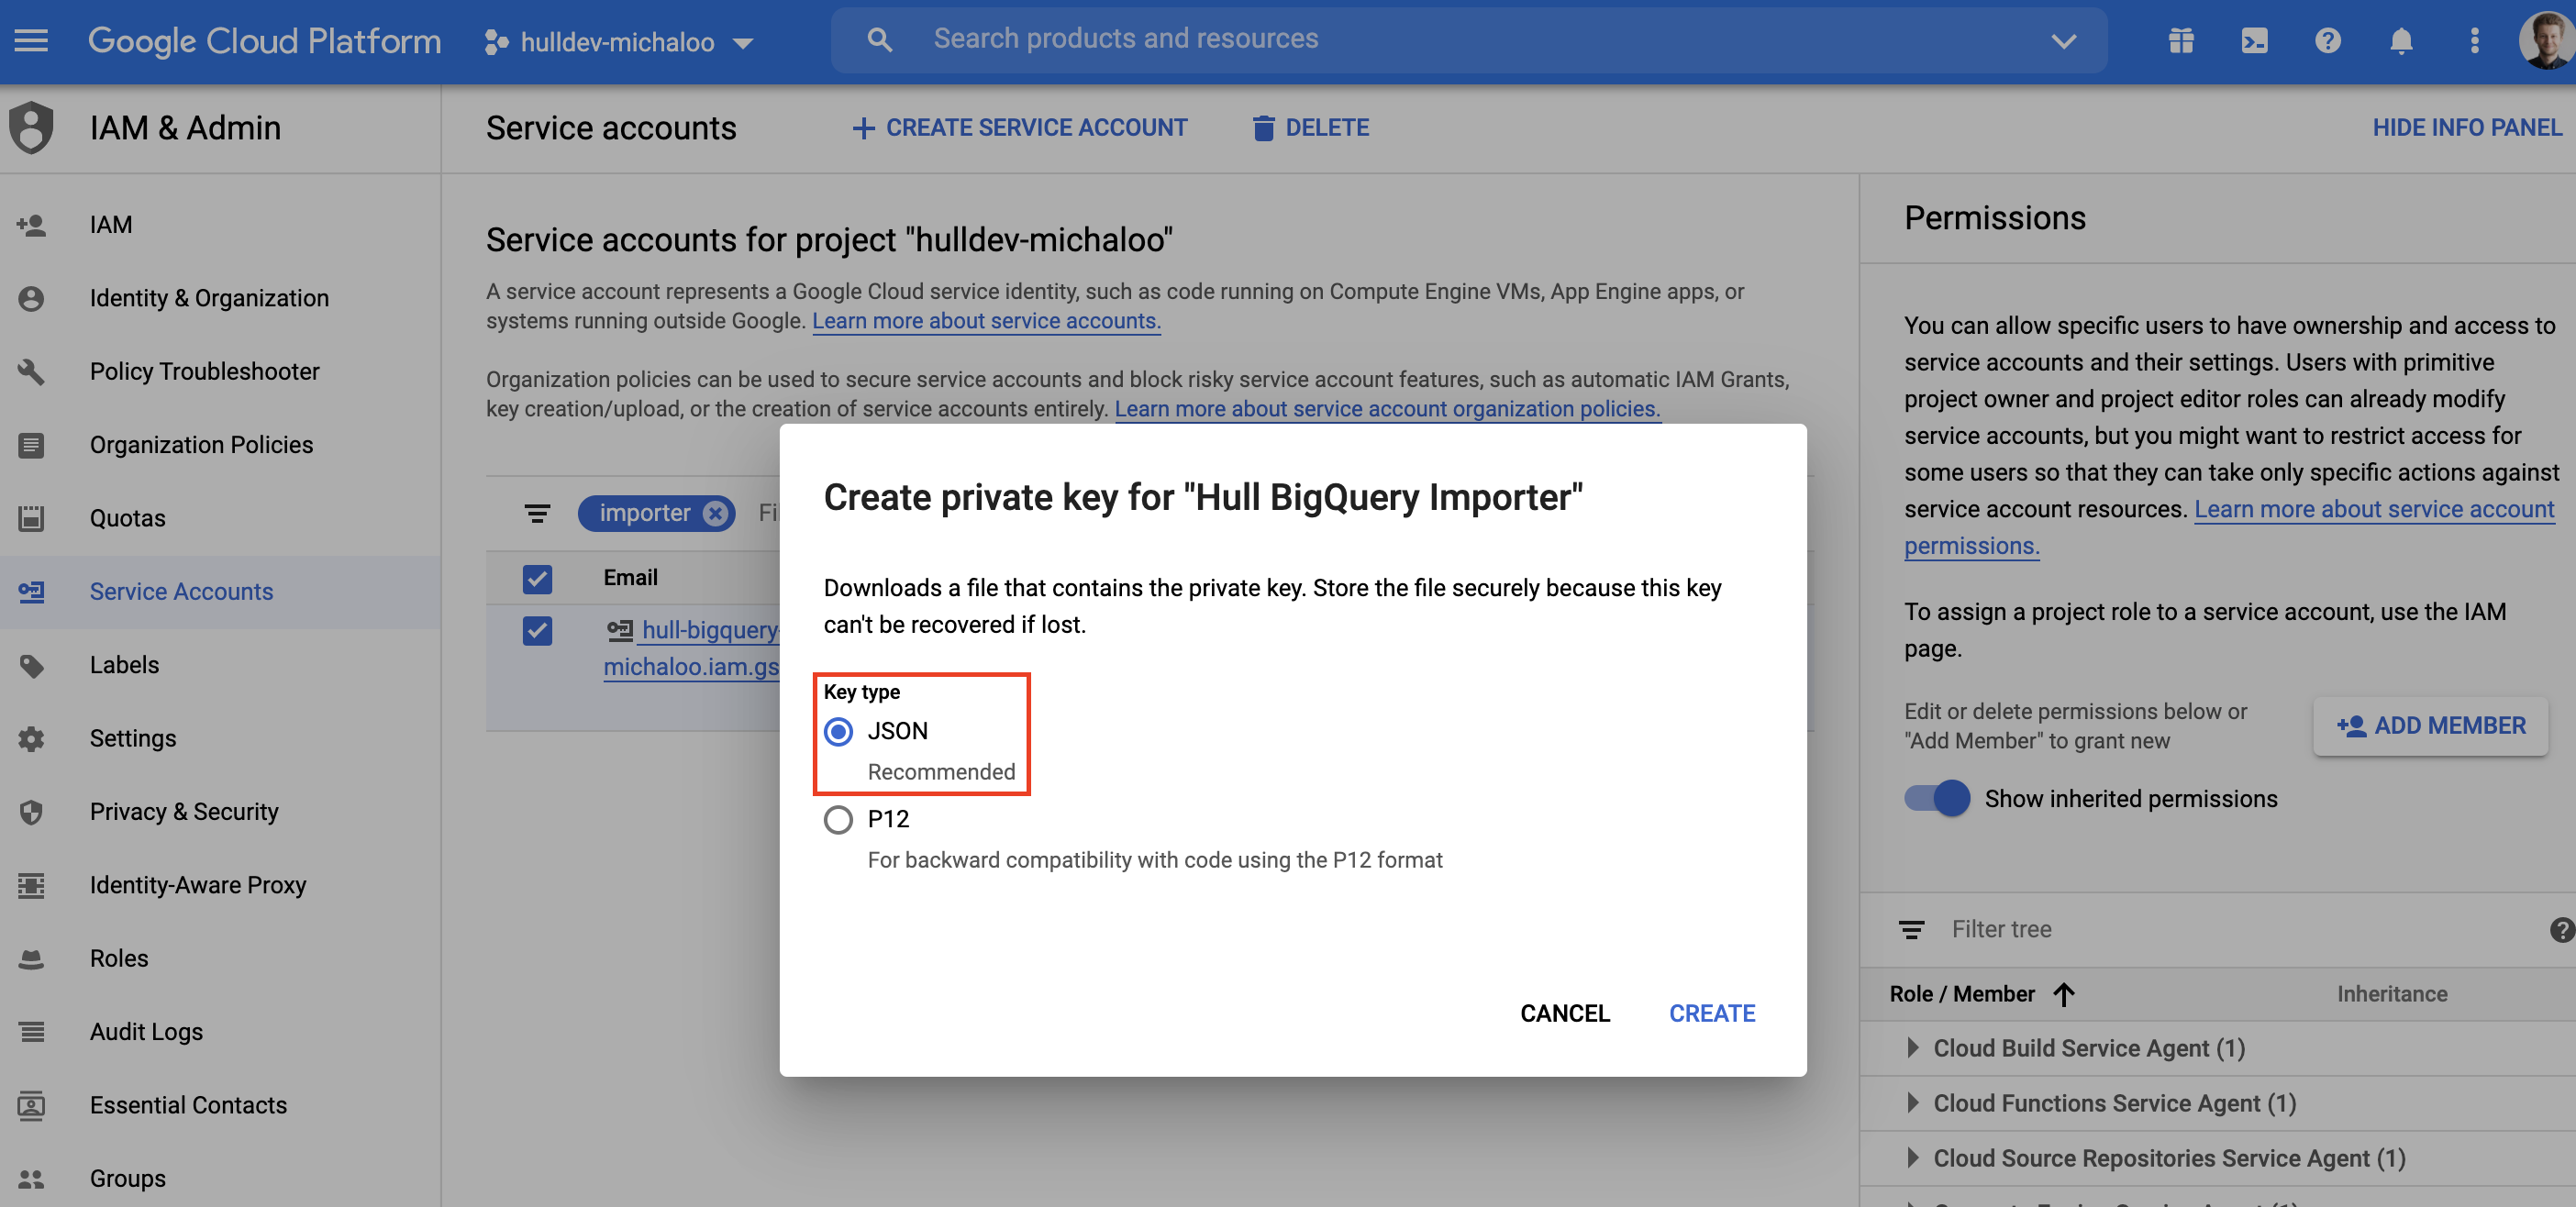 Google Cloud Platform
hulldev-michaloo
Search products and resources
IAM & Admin
Service accounts
CREATE SERVICE ACCOUNT
DELETE
HIDE INFO PANEL
IAM
Identity & Organization
Policy Troubleshooter
Organization Policies
Quotas
Service Accounts
Labels
Settings
Privacy & Security
Identity-Aware Proxy
Roles
Audit Logs
Essential Contacts
Groups
Service accounts for project "hulldev-michaloo"
A service account represents a Google Cloud service identity, such as code running on Compute Engine VMs, App Engine apps, or
systems running outside Google. Learn more about service accounts.
Organization policies can be used to secure service accounts and block risky service account features, such as automatic IAM Grants,
key creation/upload, or the creation of service accounts entirely. Learn more about service account organization policies.
importer
Email
hull-bigquery-
michaloo.iam.gs
Create private key for "Hull BigQuery Importer"
Downloads a file that contains the private key. Store the file securely because this key
can't be recovered if lost.
Key type
JSON
Recommended
P12
For backward compatibility with code using the P12 format
CANCEL
CREATE
Permissions
You can allow specific users to have ownership and access to
service accounts and their settings. Users with primitive
project owner and project editor roles can already modify
service accounts, but you might want to restrict access for
some users so that they can take only specific actions against
service account resources. Learn more about service account
permissions.
To assign a project role to a service account, use the IAM
page.
Edit or delete permissions below or
"Add Member" to grant new
ADD MEMBER
Show inherited permissions
Filter tree
Role / Member
Inheritance
Cloud Build Service Agent (1)
Cloud Functions Service Agent (1)
Cloud Source Repositories Service Agent (1)